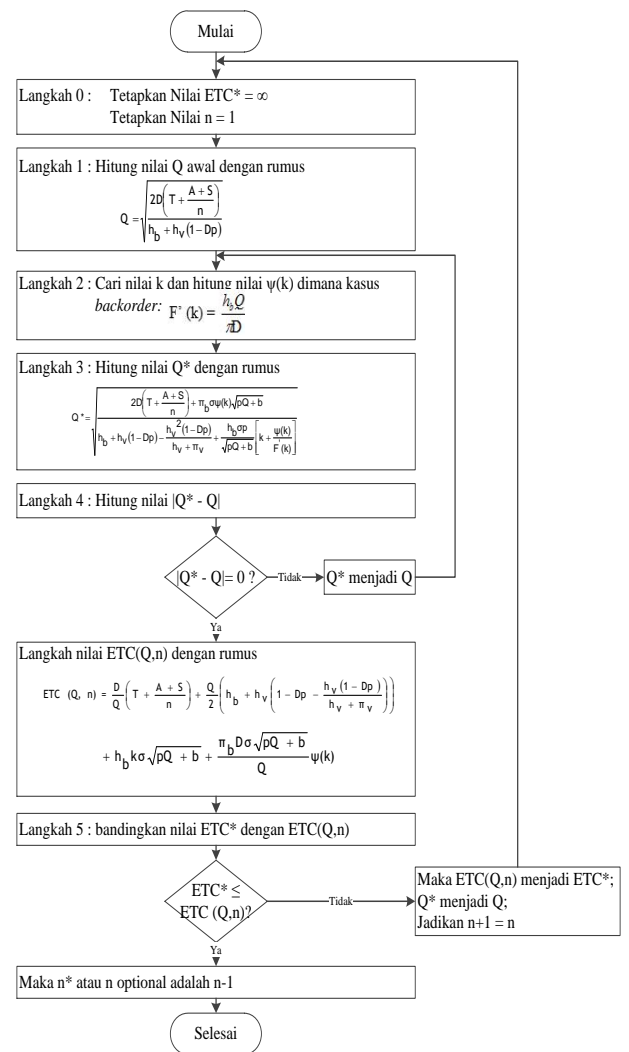 Mulai
Langkah 0 : Tetapkan Nilai ETC* = ∞
Tetapkan Nilai n = 1
Langkah 1 : Hitung nilai Q awal dengan rumus
Q = √(2D(T + (A + S)/n) / (h_b + h_v(1 − Dp)))
Langkah 2 : Cari nilai k dan hitung nilai ψ(k) dimana kasus
backorder: F°(k) = h_b Q / πD
Langkah 3 : Hitung nilai Q* dengan rumus
Q* = √((2D(T + (A + S)/n) + π_b σψ(k)√(pQ + b)) / (h_b + h_v(1 − Dp) − h_v²(1 − Dp)/(h_v + π_v) + (h_b σp/√(pQ + b))[k + ψ(k)/F(k)]))
Langkah 4 : Hitung nilai |Q* - Q|
|Q* - Q|= 0 ?
Tidak
Q* menjadi Q
Ya
Langkah nilai ETC(Q,n) dengan rumus
ETC (Q, n) = D/Q (T + (A + S)/n) + Q/2 (h_b + h_v (1 − Dp − h_v(1 − Dp)/(h_v + π_v)))
+ h_b kσ√(pQ + b) + (π_b Dσ√(pQ + b)/Q) ψ(k)
Langkah 5 : bandingkan nilai ETC* dengan ETC(Q,n)
ETC* ≤
ETC (Q,n)?
Tidak
Maka ETC(Q,n) menjadi ETC*;
Q* menjadi Q;
Jadikan n+1 = n
Ya
Maka n* atau n optional adalah n-1
Selesai